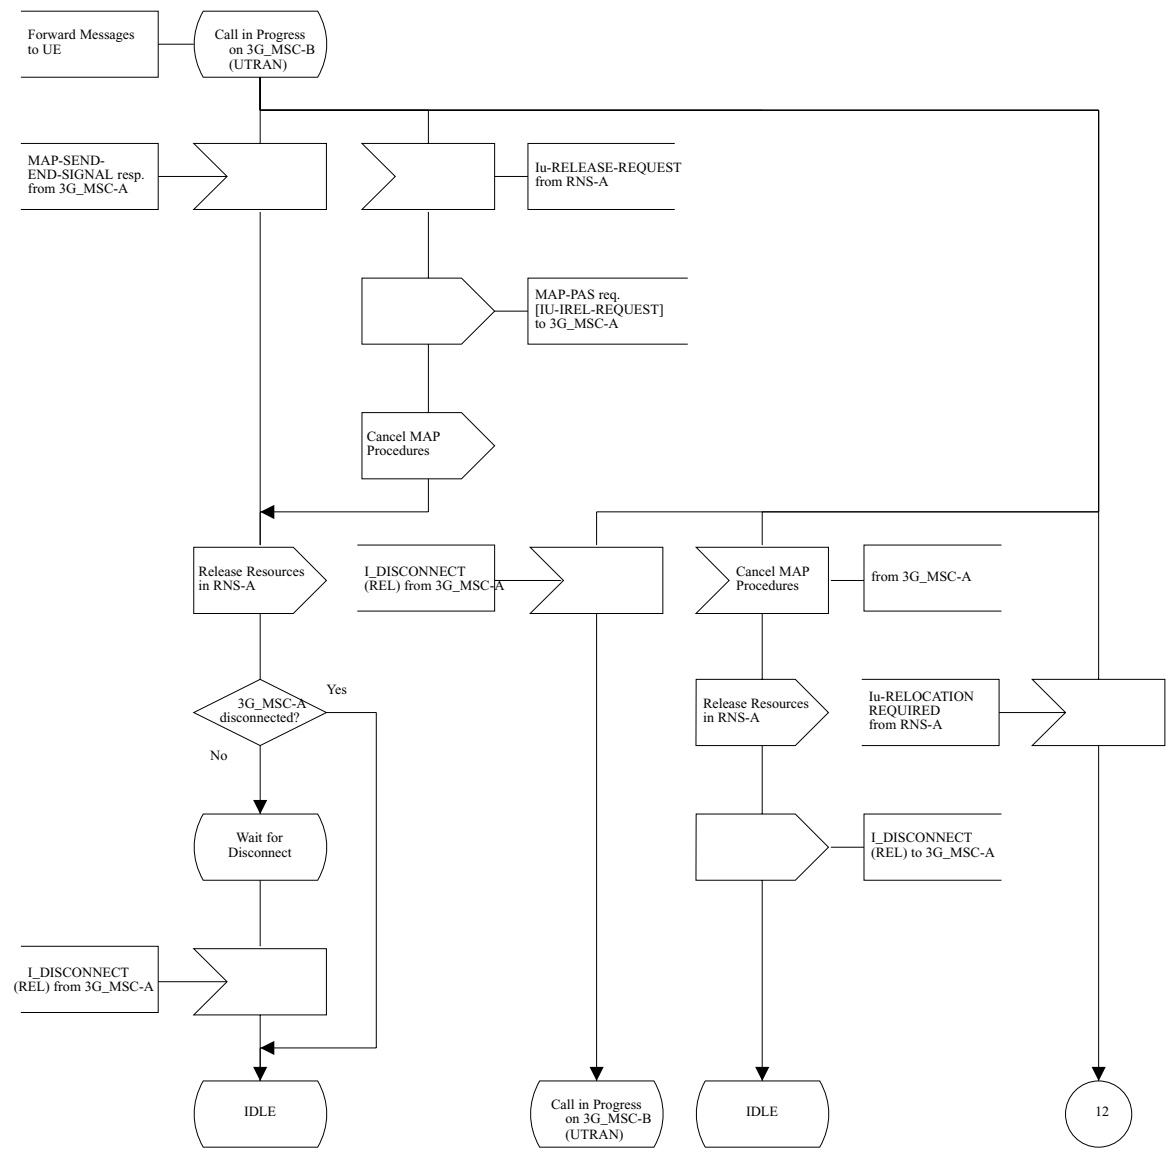 Forward Messages
to UE
Call in Progress
on 3G_MSC-B
(UTRAN)
MAP-SEND-
END-SIGNAL resp.
from 3G_MSC-A
Iu-RELEASE-REQUEST
from RNS-A
MAP-PAS req.
[IU-IREL-REQUEST]
to 3G_MSC-A
Cancel MAP
Procedures
Release Resources
in RNS-A
I_DISCONNECT
(REL) from 3G_MSC-A
Cancel MAP
Procedures
from 3G_MSC-A
3G_MSC-A
disconnected?
Yes
No
Release Resources
in RNS-A
Iu-RELOCATION
REQUIRED
from RNS-A
Wait for
Disconnect
I_DISCONNECT
(REL) to 3G_MSC-A
I_DISCONNECT
(REL) from 3G_MSC-A
IDLE
Call in Progress
on 3G_MSC-B
(UTRAN)
IDLE
12